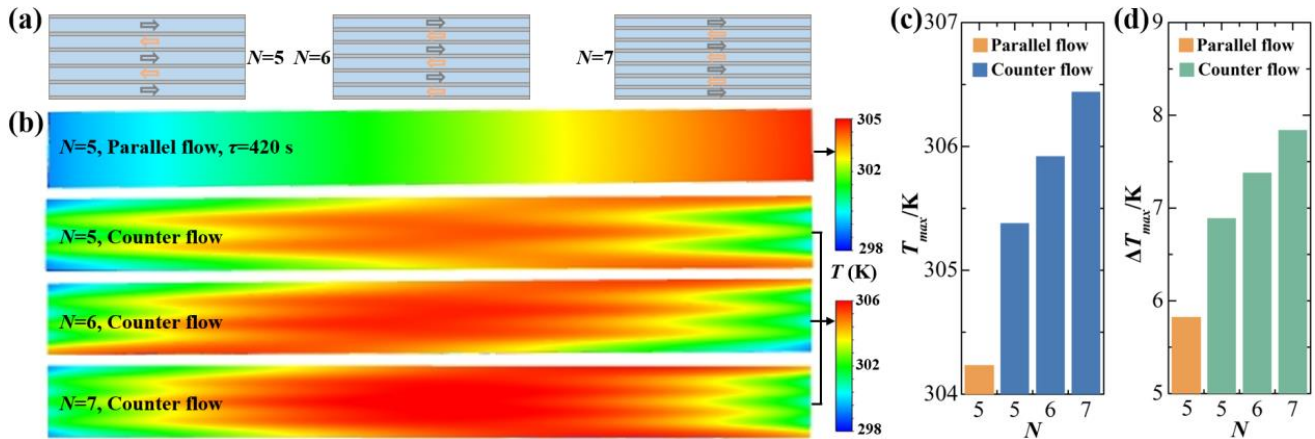 (a)
N=5
N=6
N=7
(b)
N=5, Parallel flow, τ=420 s
N=5, Counter flow
N=6, Counter flow
N=7, Counter flow
305
302
298
T (K)
306
302
298
(c)
307
306
305
304
T_max/K
Parallel flow
Counter flow
5 5 6 7
N
(d)
9
8
7
6
5
ΔT_max/K
Parallel flow
Counter flow
5 5 6 7
N